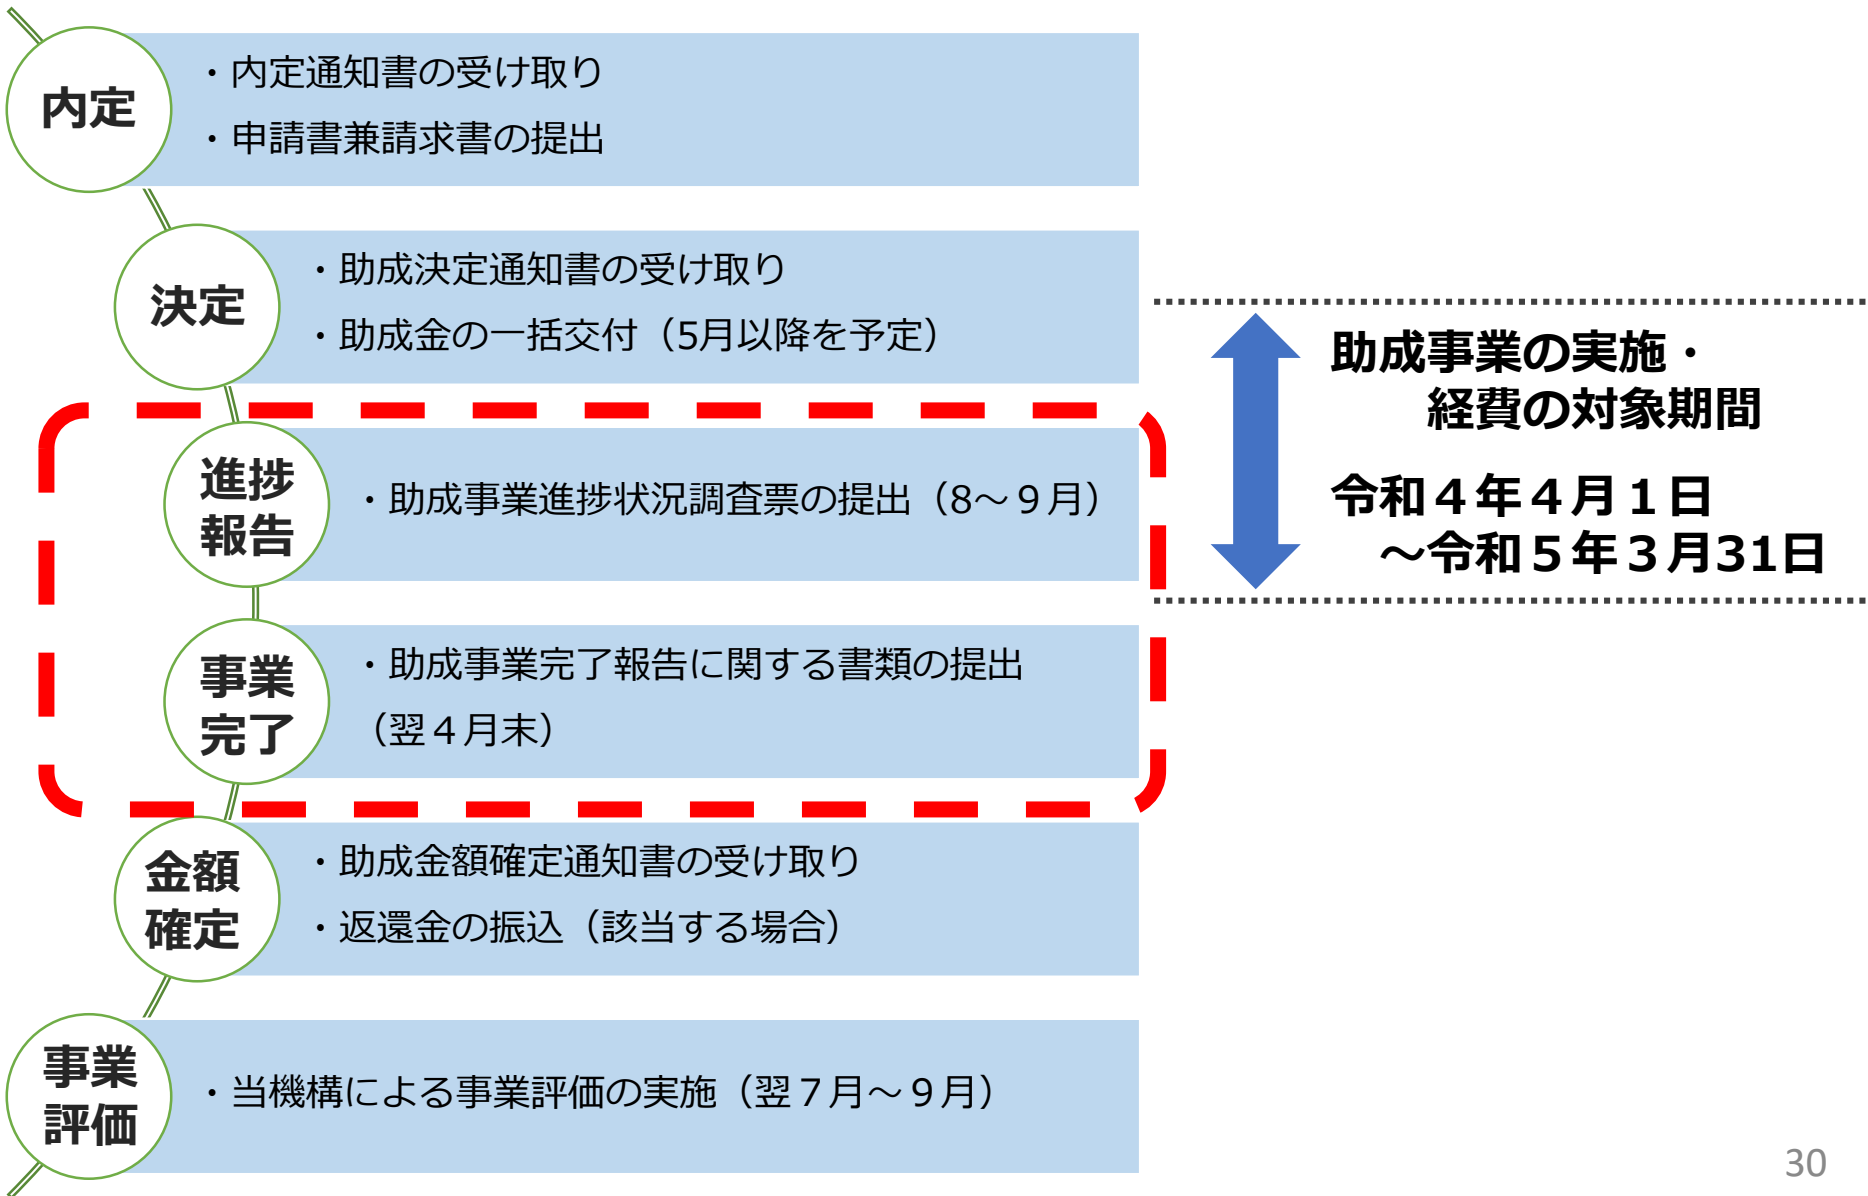 内定
・内定通知書の受け取り
・申請書兼請求書の提出
決定
・助成決定通知書の受け取り
・助成金の一括交付（5月以降を予定）
助成事業の実施・
経費の対象期間
令和４年４月１日
～令和５年３月31日
進捗
報告
・助成事業進捗状況調査票の提出（8～９月）
事業
完了
・助成事業完了報告に関する書類の提出
（翌４月末）
金額
確定
・助成金額確定通知書の受け取り
・返還金の振込（該当する場合）
事業
評価
・当機構による事業評価の実施（翌７月～９月）
30